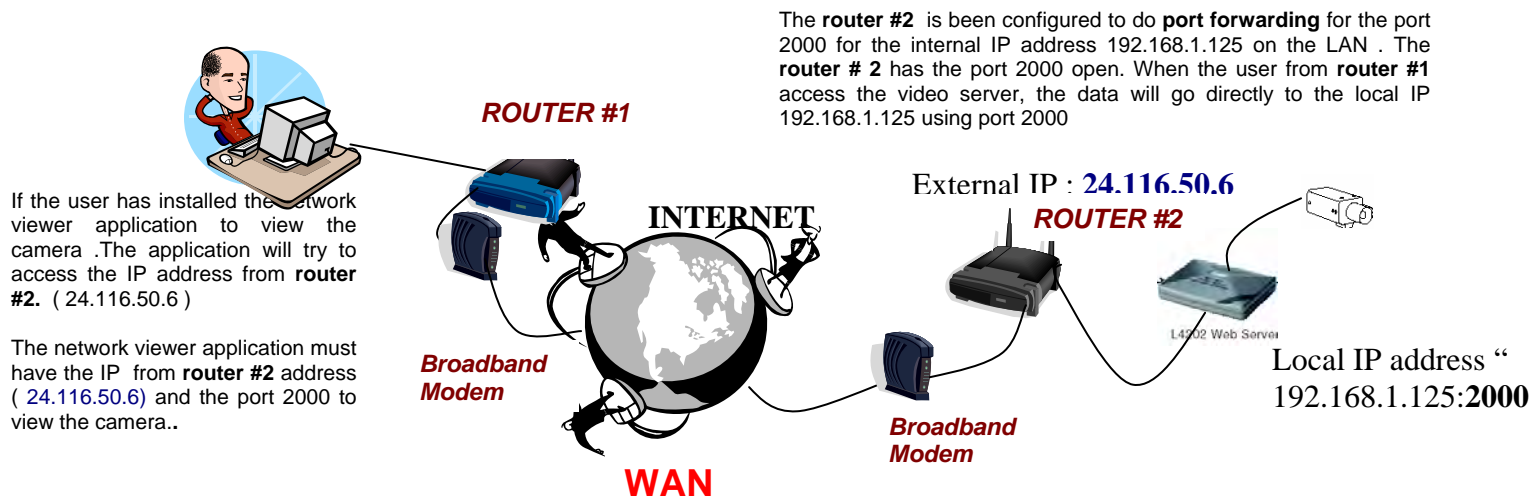 The router #2 is been configured to do port forwarding for the port
2000 for the internal IP address 192.168.1.125 on the LAN . The
router # 2 has the port 2000 open. When the user from router #1
access the video server, the data will go directly to the local IP
192.168.1.125 using port 2000
ROUTER #1
External IP : 24.116.50.6
ROUTER #2
INTERNET
If the user has installed the network
viewer application to view the
camera .The application will try to
access the IP address from router
#2. ( 24.116.50.6 )
The network viewer application must
have the IP from router #2 address
( 24.116.50.6) and the port 2000 to
view the camera..
L4202 Web Server
Local IP address “
192.168.1.125:2000
Broadband
Modem
Broadband
Modem
WAN